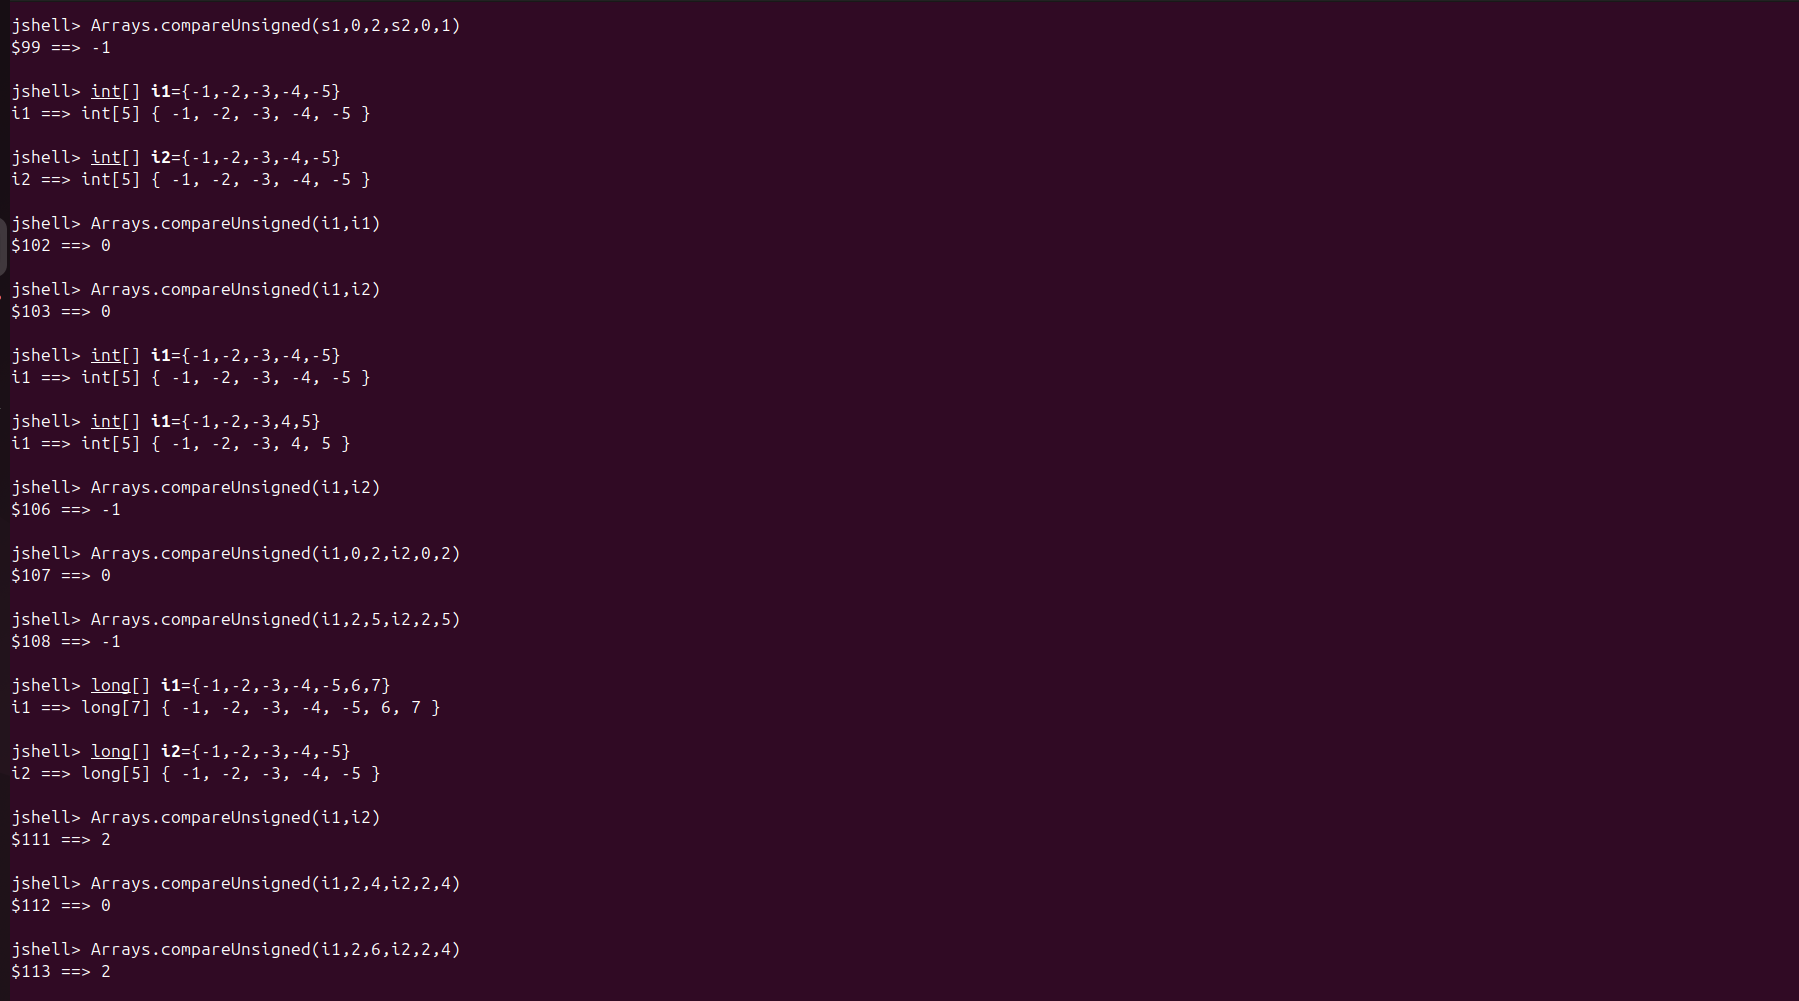 jshell> Arrays.compareUnsigned(s1,0,2,s2,0,1)
$99 ==> -1
jshell> int[] i1={-1,-2,-3,-4,-5}
i1 ==> int[5] { -1, -2, -3, -4, -5 }
jshell> int[] i2={-1,-2,-3,-4,-5}
i2 ==> int[5] { -1, -2, -3, -4, -5 }
jshell> Arrays.compareUnsigned(i1,i1)
$102 ==> 0
jshell> Arrays.compareUnsigned(i1,i2)
$103 ==> 0
jshell> int[] i1={-1,-2,-3,-4,-5}
i1 ==> int[5] { -1, -2, -3, -4, -5 }
jshell> int[] i1={-1,-2,-3,4,5}
i1 ==> int[5] { -1, -2, -3, 4, 5 }
jshell> Arrays.compareUnsigned(i1,i2)
$106 ==> -1
jshell> Arrays.compareUnsigned(i1,0,2,i2,0,2)
$107 ==> 0
jshell> Arrays.compareUnsigned(i1,2,5,i2,2,5)
$108 ==> -1
jshell> long[] i1={-1,-2,-3,-4,-5,6,7}
i1 ==> long[7] { -1, -2, -3, -4, -5, 6, 7 }
jshell> long[] i2={-1,-2,-3,-4,-5}
i2 ==> long[5] { -1, -2, -3, -4, -5 }
jshell> Arrays.compareUnsigned(i1,i2)
$111 ==> 2
jshell> Arrays.compareUnsigned(i1,2,4,i2,2,4)
$112 ==> 0
jshell> Arrays.compareUnsigned(i1,2,6,i2,2,4)
$113 ==> 2